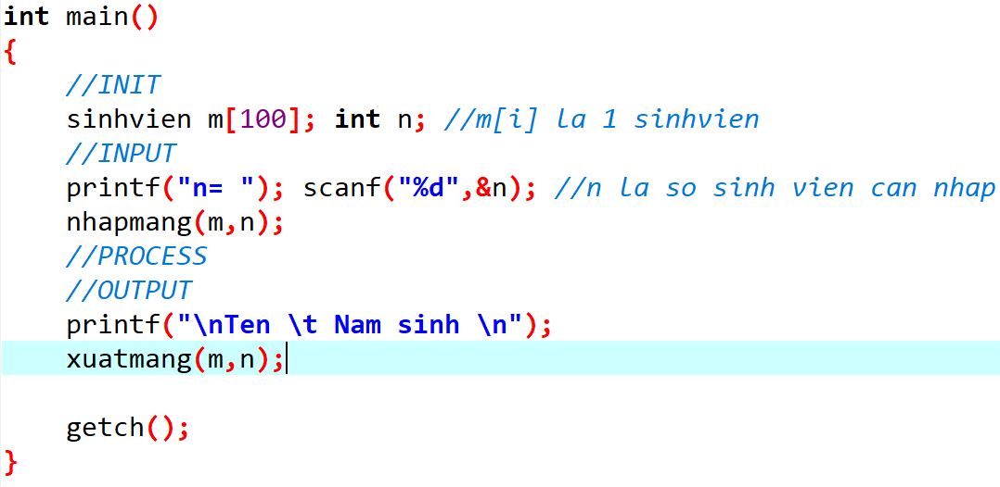 int main()
{
//INIT
sinhvien m[100]; int n; //m[i] la 1 sinhvien
//INPUT
printf("n= "); scanf("%d",&n); //n la so sinh vien can nhap
nhapmang(m,n);
//PROCESS
//OUTPUT
printf("\nTen \t Nam sinh \n");
xuatmang(m,n);
getch();
}